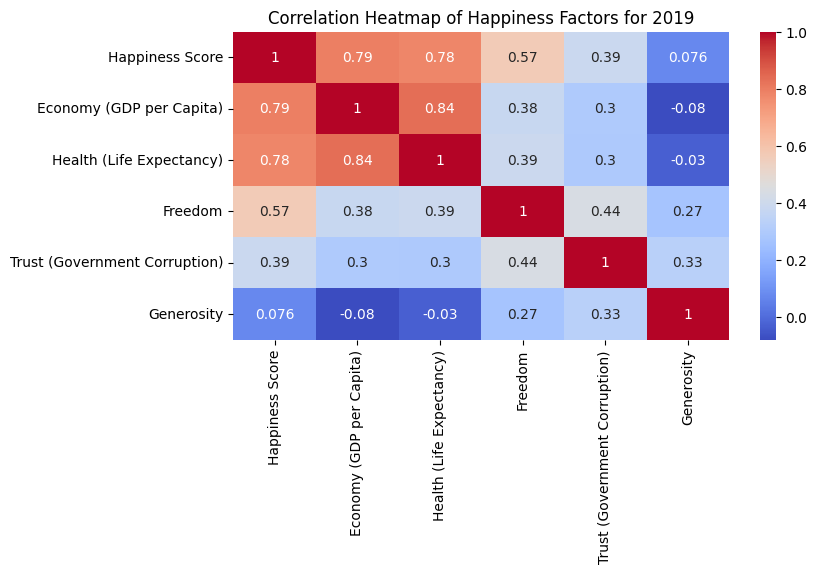 Correlation Heatmap of Happiness Factors for 2019
Happiness Score 1 0.79 0.78 0.57 0.39 0.076
Economy (GDP per Capita) 0.79 1 0.84 0.38 0.3 -0.08
Health (Life Expectancy) 0.78 0.84 1 0.39 0.3 -0.03
Freedom 0.57 0.38 0.39 1 0.44 0.27
Trust (Government Corruption) 0.39 0.3 0.3 0.44 1 0.33
Generosity 0.076 -0.08 -0.03 0.27 0.33 1
Happiness Score
Economy (GDP per Capita)
Health (Life Expectancy)
Freedom
Trust (Government Corruption)
Generosity
1.0
0.8
0.6
0.4
0.2
0.0